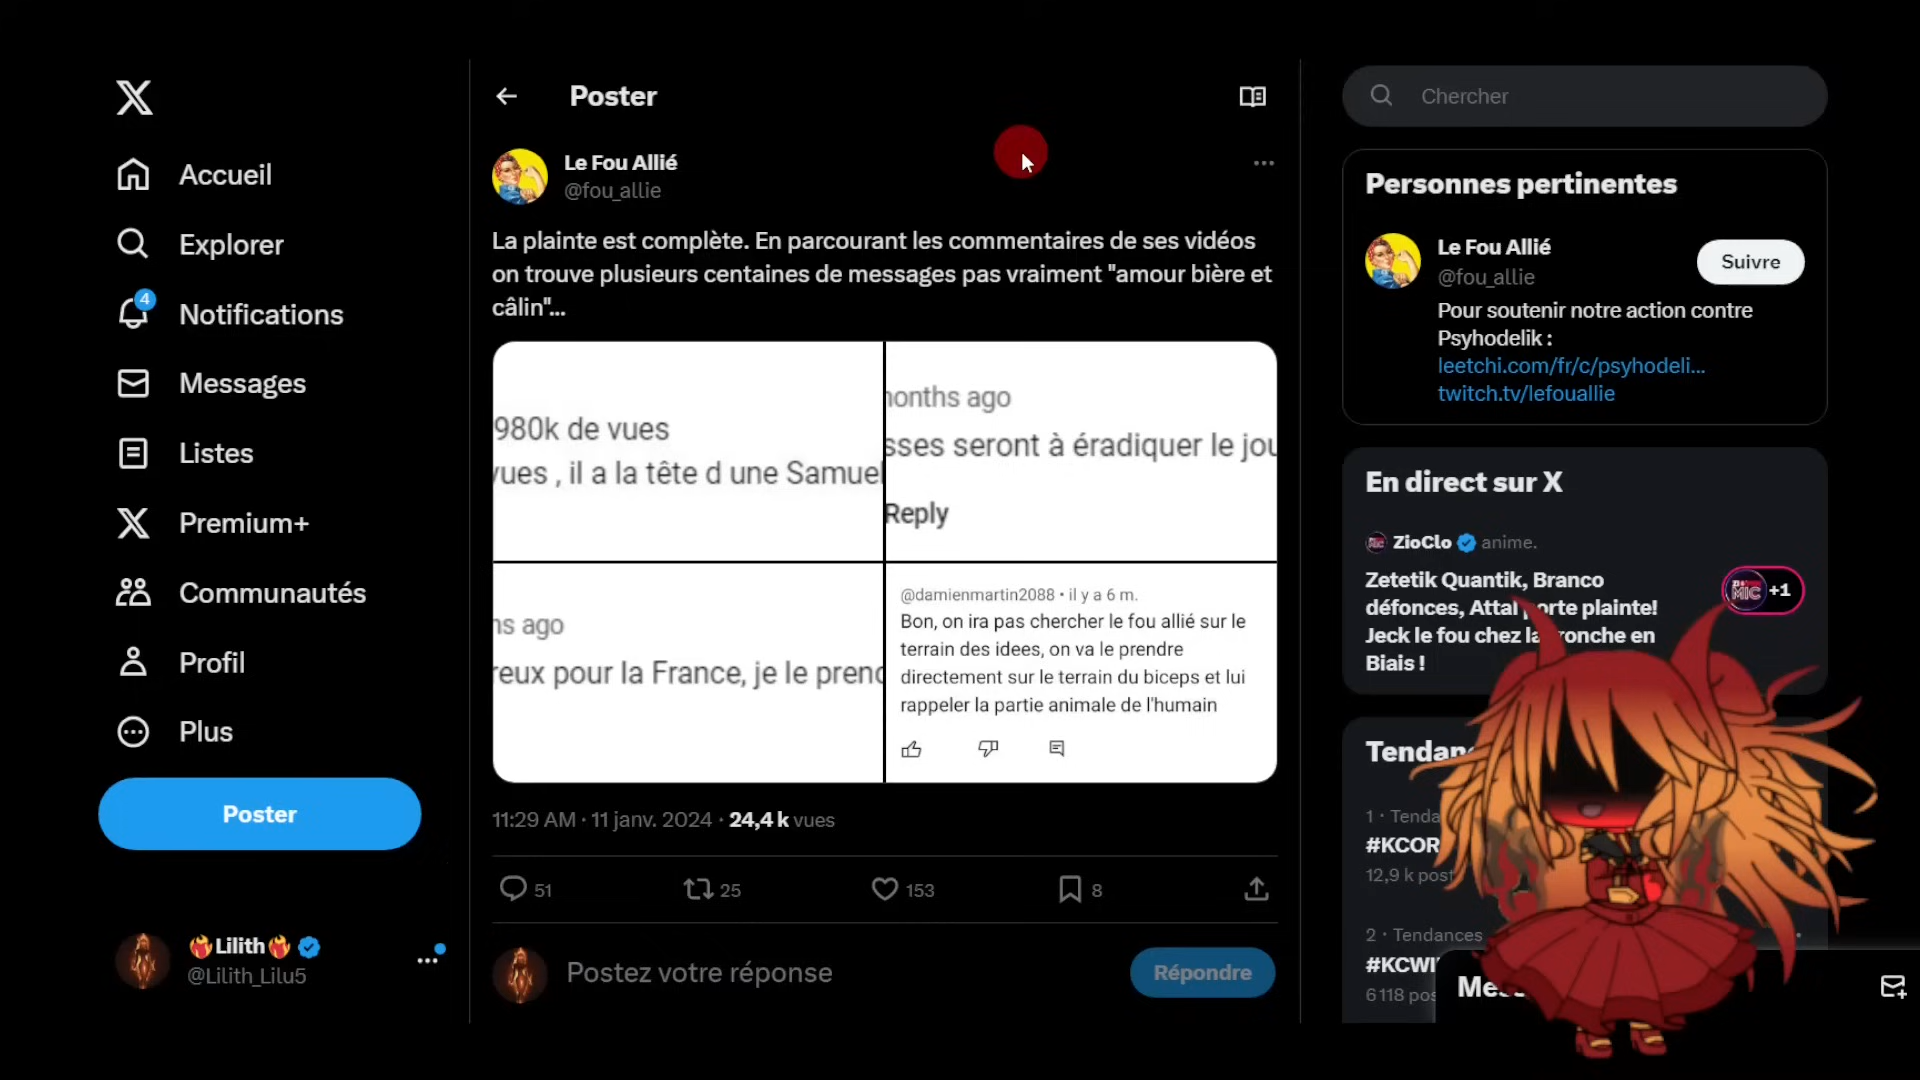 Accueil
Explorer
4
Notifications
Messages
Listes
Premium+
Communautés
Profil
Plus
Poster
🔥Lilith🔥
@Lilith_Lilu5
Poster
Le Fou Allié
@fou_allie
La plainte est complète. En parcourant les commentaires de ses vidéos
on trouve plusieurs centaines de messages pas vraiment "amour bière et
câlin"...
980k de vues
vues , il a la tête d une Samuel
months ago
sses seront à éradiquer le jou
Reply
ns ago
reux pour la France, je le prend
@damienmartin2088 • il y a 6 m.
Bon, on ira pas chercher le fou allié sur le
terrain des idees, on va le prendre
directement sur le terrain du biceps et lui
rappeler la partie animale de l'humain
11:29 AM · 11 janv. 2024 · 24,4 k vues
51
25
153
8
Postez votre réponse
Répondre
Chercher
Personnes pertinentes
Le Fou Allié
@fou_allie
Suivre
Pour soutenir notre action contre
Psyhodelik :
leetchi.com/fr/c/psyhodeli...
twitch.tv/lefouallie
En direct sur X
ZioClo anime.
Zetetik Quantik, Branco
défonces, Attal porte plainte!
Jeck le fou chez la tronche en
Biais !
MIC +1
Tendanc
1 · Tenda
#KCOR
12,9 k post
2 · Tendances
#KCWI
6 118 pos
Mess